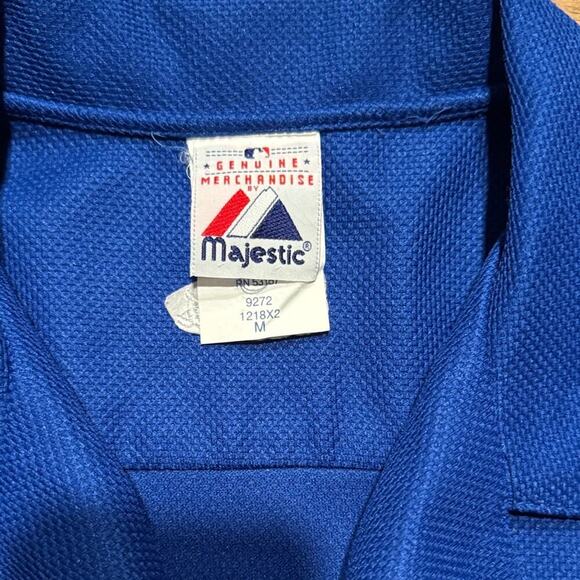 ★ GENUINE ★
MERCHANDISE
BY
Majestic®
9272
1218X2
M